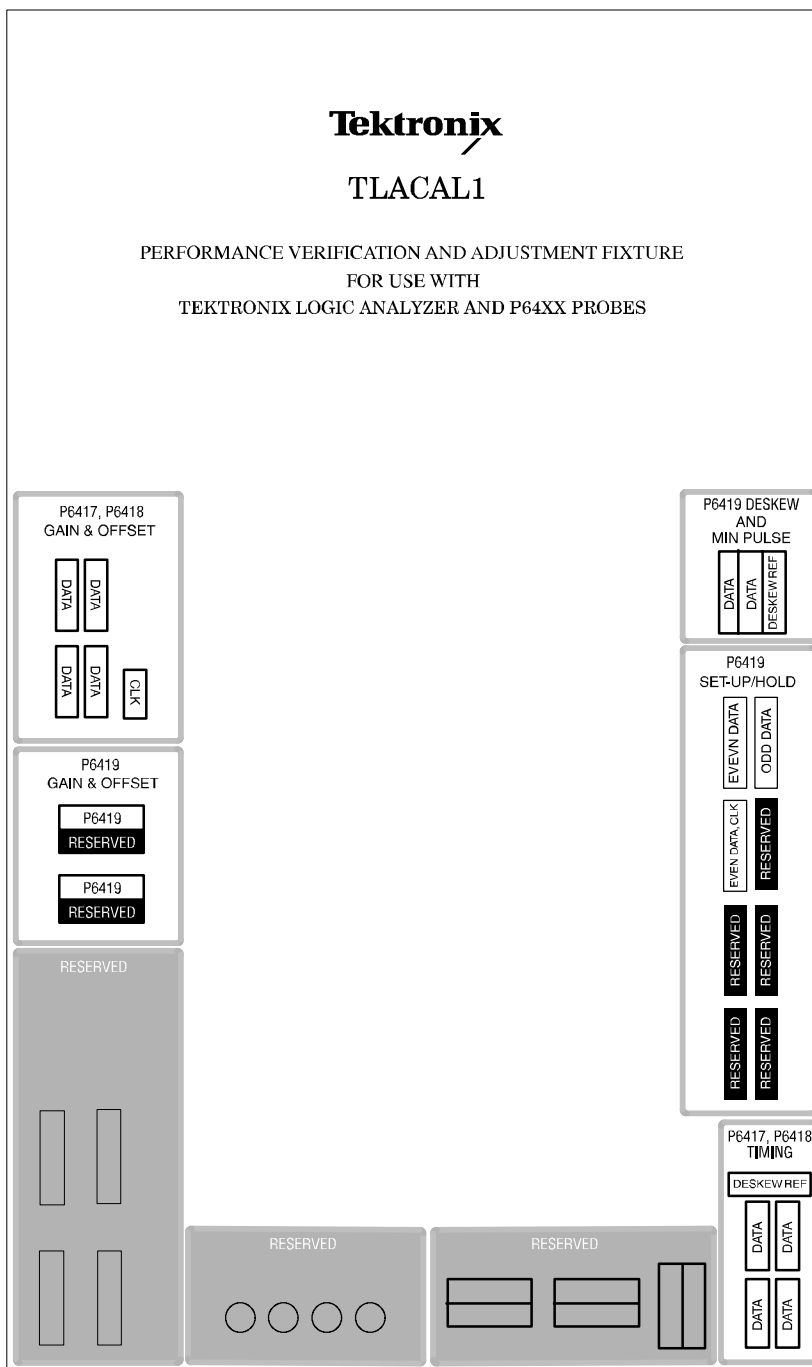 Tektronix
TLACAL1
PERFORMANCE VERIFICATION AND ADJUSTMENT FIXTURE
FOR USE WITH
TEKTRONIX LOGIC ANALYZER AND P64XX PROBES
P6417, P6418
GAIN & OFFSET
DATA
DATA
DATA
DATA
CLK
P6419
GAIN & OFFSET
P6419
RESERVED
P6419
RESERVED
RESERVED
RESERVED
RESERVED
P6419 DESKEW
AND
MIN PULSE
DATA
DATA
DESKEW REF
P6419
SET-UP/HOLD
EVEVN DATA
ODD DATA
EVEN DATA, CLK
RESERVED
RESERVED
RESERVED
RESERVED
RESERVED
P6417, P6418
TIMING
DESKEW REF
DATA
DATA
DATA
DATA